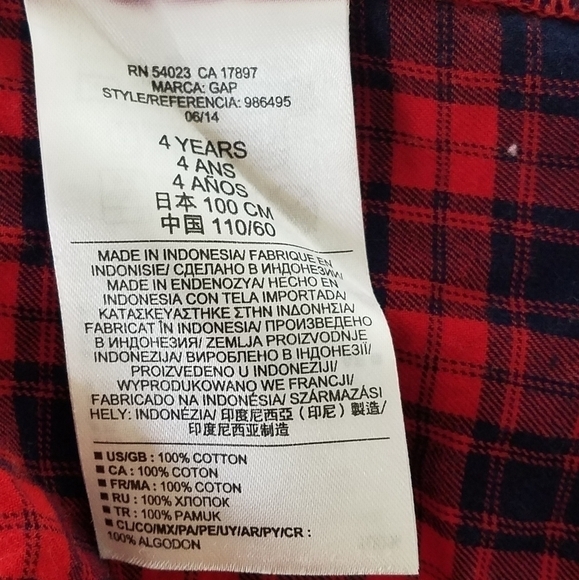 RN 54023 CA 17897
MARCA: GAP
STYLE/REFERENCIA: 986495
06/14
4 YEARS
4 ANS
4 AÑOS
日本 100 CM
中国 110/60
MADE IN INDONESIA/ FABRIQUE EN
INDONISIE/ СДЕЛАНО В ИНДОНЕЗИИ/
MADE IN ENDENOZYA/ HECHO EN
INDONESIA CON TELA IMPORTADA/
ΚΑΤΑΣΚΕΥΑΣΤΗΚΕ ΣΤΗΝ ΙΝΔΟΝΗΣΙΑ/
FABRICAT ÎN INDONESIA/ ПРОИЗВЕДЕНО
В ИНДОНЕЗИЯ/ ZEMLJA PROIZVODNJE
INDONEZIJA/ ВИРОБЛЕНО В ІНДОНЕЗІЇ/
PROIZVEDENO U INDONEZIJI/
WYPRODUKOWANO WE FRANCJI/
FABRICADO NA INDONÉSIA/ SZÁRMAZÁSI
HELY: INDONÉZIA/ 印度尼西亞 (印尼) 製造/
印度尼西亚制造
■ US/GB : 100% COTTON
■ CA : 100% COTON
■ FR/MA : 100% COTON
■ RU : 100% ХЛОПОК
■ TR : 100% PAMUK
■ CL/CO/MX/PA/PE/UY/AR/PY/CR :
100% ALGODON